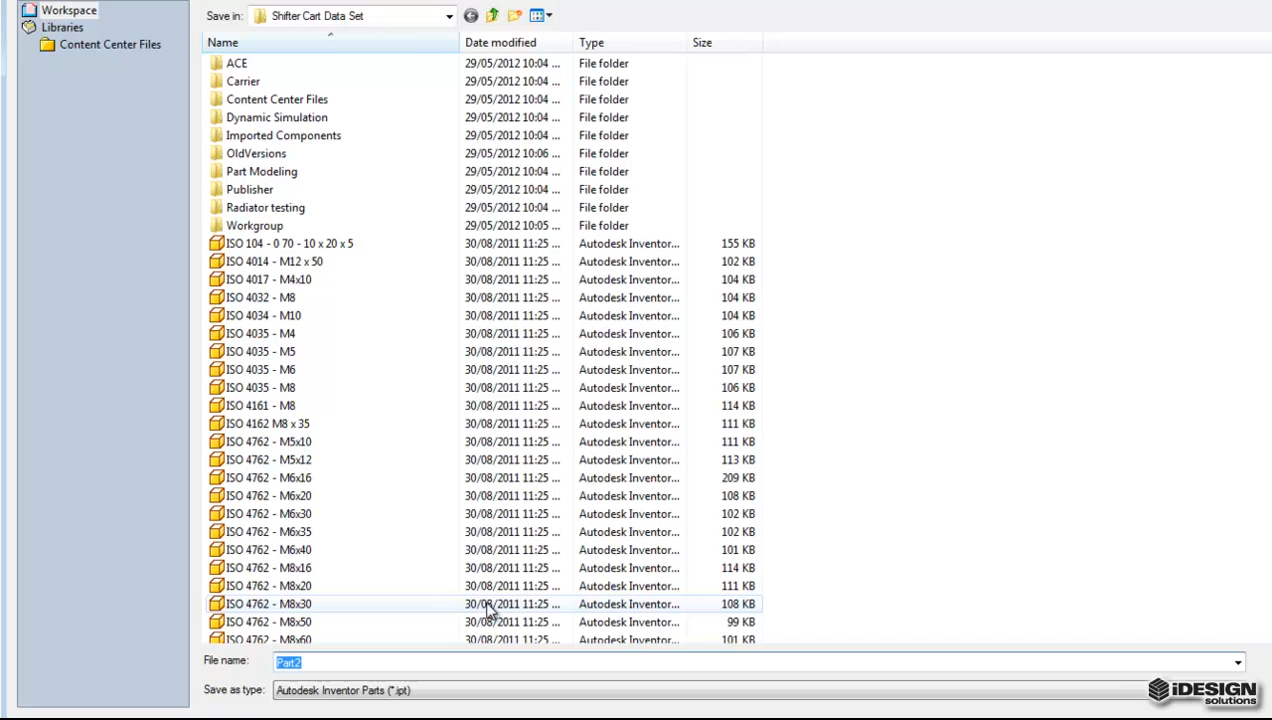 Workspace
Libraries
Content Center Files
Save in: Shifter Cart Data Set
Name Date modified Type Size
ACE 29/05/2012 10:04 ... File folder
Carrier 29/05/2012 10:04 ... File folder
Content Center Files 29/05/2012 10:04 ... File folder
Dynamic Simulation 29/05/2012 10:04 ... File folder
Imported Components 29/05/2012 10:04 ... File folder
OldVersions 29/05/2012 10:06 ... File folder
Part Modeling 29/05/2012 10:04 ... File folder
Publisher 29/05/2012 10:04 ... File folder
Radiator testing 29/05/2012 10:04 ... File folder
Workgroup 29/05/2012 10:05 ... File folder
ISO 104 - 0 70 - 10 x 20 x 5 30/08/2011 11:25 ... Autodesk Inventor... 155 KB
ISO 4014 - M12 x 50 30/08/2011 11:25 ... Autodesk Inventor... 102 KB
ISO 4017 - M4x10 30/08/2011 11:25 ... Autodesk Inventor... 104 KB
ISO 4032 - M8 30/08/2011 11:25 ... Autodesk Inventor... 104 KB
ISO 4034 - M10 30/08/2011 11:25 ... Autodesk Inventor... 104 KB
ISO 4035 - M4 30/08/2011 11:25 ... Autodesk Inventor... 106 KB
ISO 4035 - M5 30/08/2011 11:25 ... Autodesk Inventor... 107 KB
ISO 4035 - M6 30/08/2011 11:25 ... Autodesk Inventor... 107 KB
ISO 4035 - M8 30/08/2011 11:25 ... Autodesk Inventor... 106 KB
ISO 4161 - M8 30/08/2011 11:25 ... Autodesk Inventor... 114 KB
ISO 4162 M8 x 35 30/08/2011 11:25 ... Autodesk Inventor... 111 KB
ISO 4762 - M5x10 30/08/2011 11:25 ... Autodesk Inventor... 111 KB
ISO 4762 - M5x12 30/08/2011 11:25 ... Autodesk Inventor... 113 KB
ISO 4762 - M6x16 30/08/2011 11:25 ... Autodesk Inventor... 209 KB
ISO 4762 - M6x20 30/08/2011 11:25 ... Autodesk Inventor... 108 KB
ISO 4762 - M6x30 30/08/2011 11:25 ... Autodesk Inventor... 102 KB
ISO 4762 - M6x35 30/08/2011 11:25 ... Autodesk Inventor... 102 KB
ISO 4762 - M6x40 30/08/2011 11:25 ... Autodesk Inventor... 101 KB
ISO 4762 - M8x16 30/08/2011 11:25 ... Autodesk Inventor... 114 KB
ISO 4762 - M8x20 30/08/2011 11:25 ... Autodesk Inventor... 111 KB
ISO 4762 - M8x30 30/08/2011 11:25 ... Autodesk Inventor... 108 KB
ISO 4762 - M8x50 30/08/2011 11:25 ... Autodesk Inventor... 99 KB
ISO 4762 - M8x60 30/08/2011 11:25 ... Autodesk Inventor... 101 KB
File name: Part2
Save as type: Autodesk Inventor Parts (*.ipt)
iDESIGN
solutions